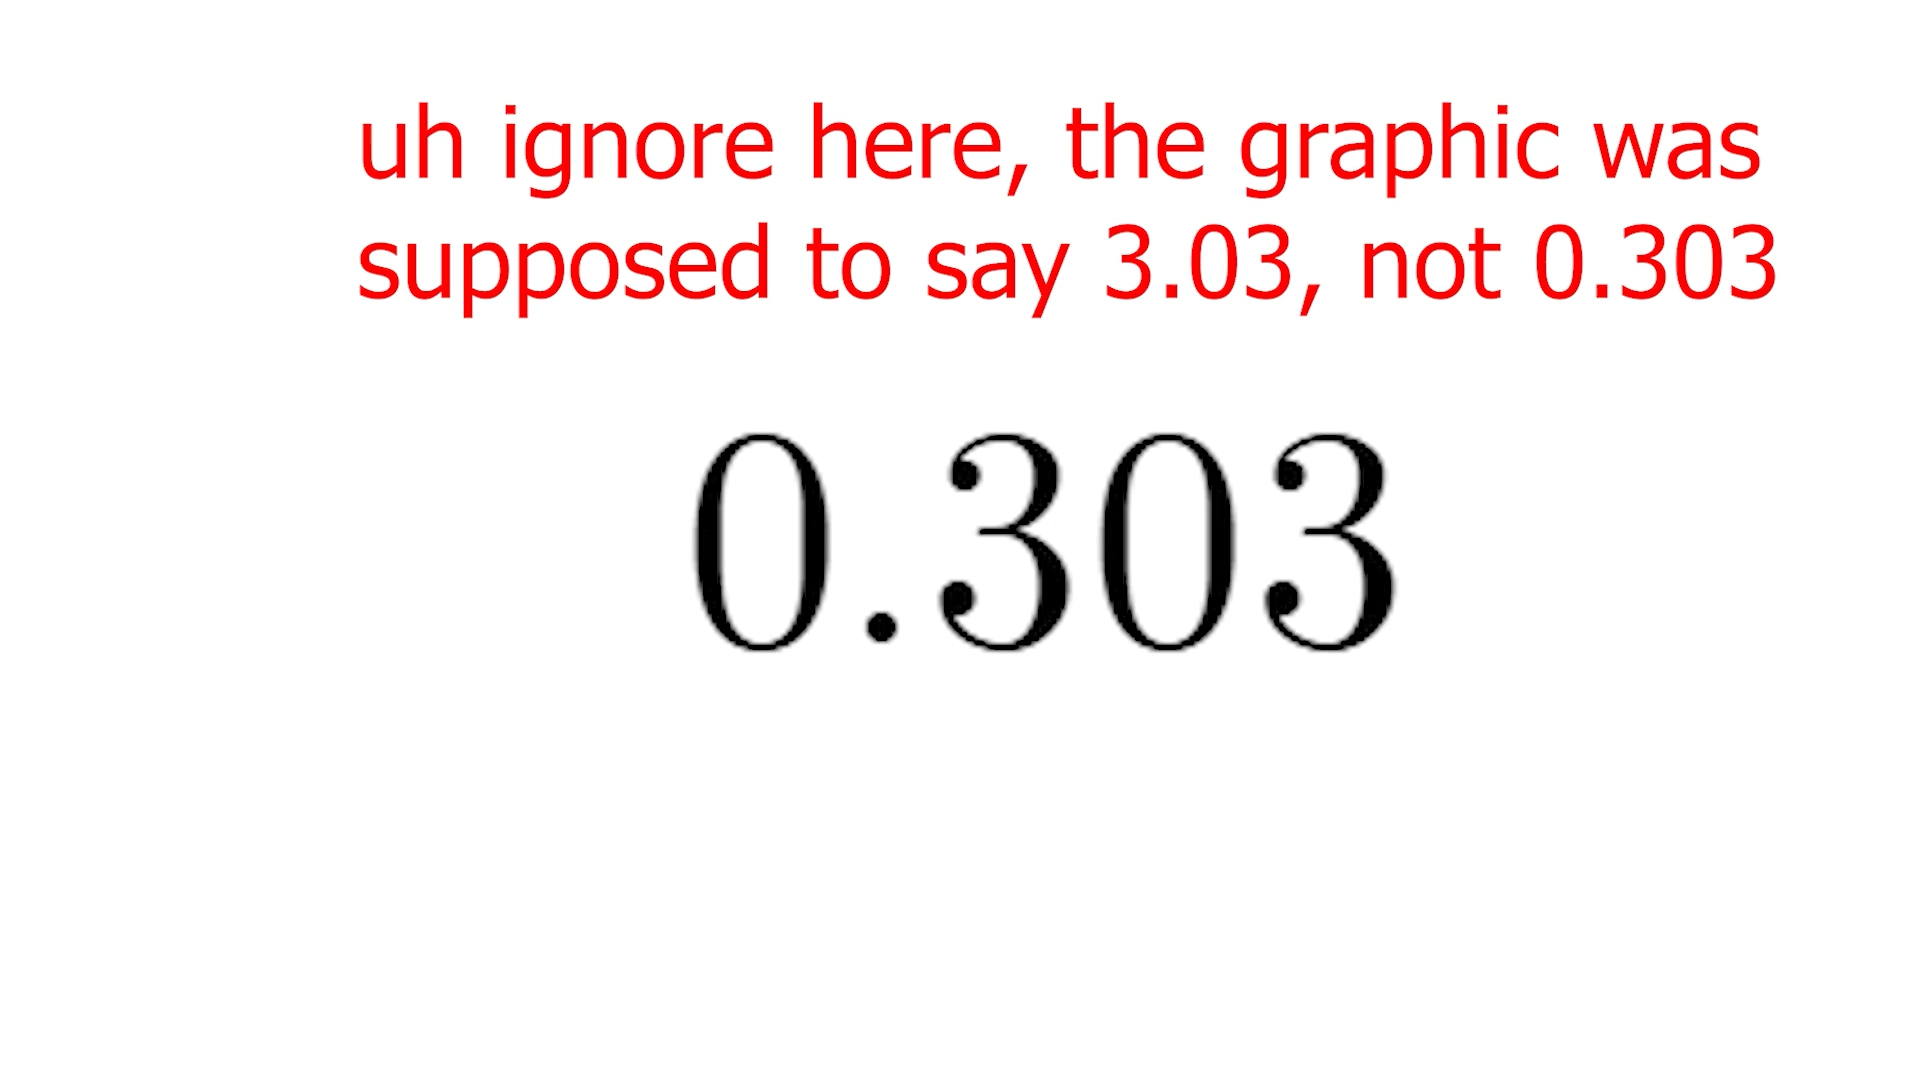 uh ignore here, the graphic was
supposed to say 3.03, not 0.303
0.303